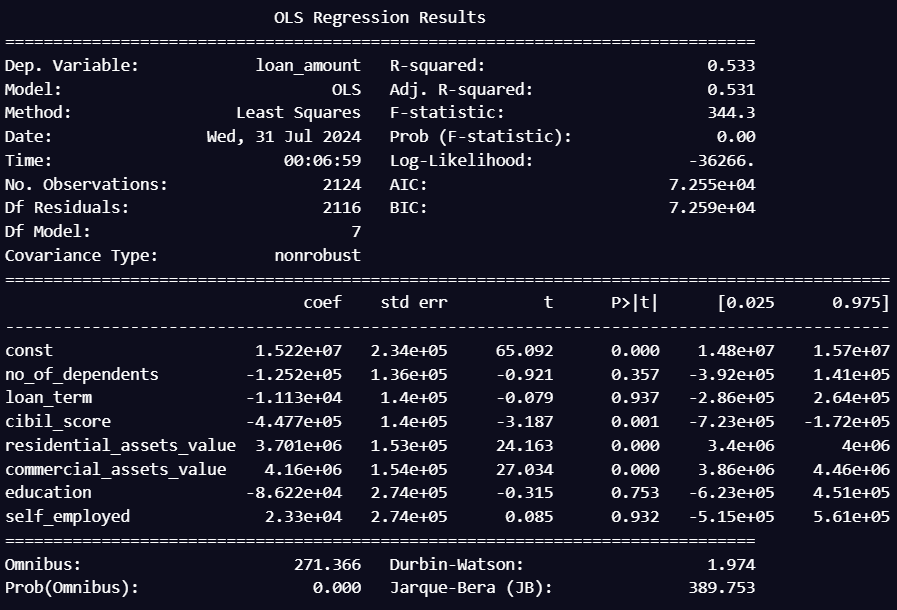 OLS Regression Results
==============================================================================
Dep. Variable:            loan_amount   R-squared:                       0.533
Model:                            OLS   Adj. R-squared:                  0.531
Method:                 Least Squares   F-statistic:                     344.3
Date:                Wed, 31 Jul 2024   Prob (F-statistic):               0.00
Time:                        00:06:59   Log-Likelihood:                -36266.
No. Observations:                2124   AIC:                         7.255e+04
Df Residuals:                    2116   BIC:                         7.259e+04
Df Model:                           7
Covariance Type:            nonrobust
============================================================================================
                               coef    std err          t      P>|t|      [0.025      0.975]
--------------------------------------------------------------------------------------------
const                     1.522e+07   2.34e+05     65.092      0.000    1.48e+07    1.57e+07
no_of_dependents         -1.252e+05   1.36e+05     -0.921      0.357   -3.92e+05    1.41e+05
loan_term                -1.113e+04    1.4e+05     -0.079      0.937   -2.86e+05    2.64e+05
cibil_score              -4.477e+05    1.4e+05     -3.187      0.001   -7.23e+05   -1.72e+05
residential_assets_value  3.701e+06   1.53e+05     24.163      0.000     3.4e+06       4e+06
commercial_assets_value    4.16e+06   1.54e+05     27.034      0.000    3.86e+06    4.46e+06
education                -8.622e+04   2.74e+05     -0.315      0.753   -6.23e+05    4.51e+05
self_employed              2.33e+04   2.74e+05      0.085      0.932   -5.15e+05    5.61e+05
==============================================================================
Omnibus:                      271.366   Durbin-Watson:                   1.974
Prob(Omnibus):                  0.000   Jarque-Bera (JB):              389.753